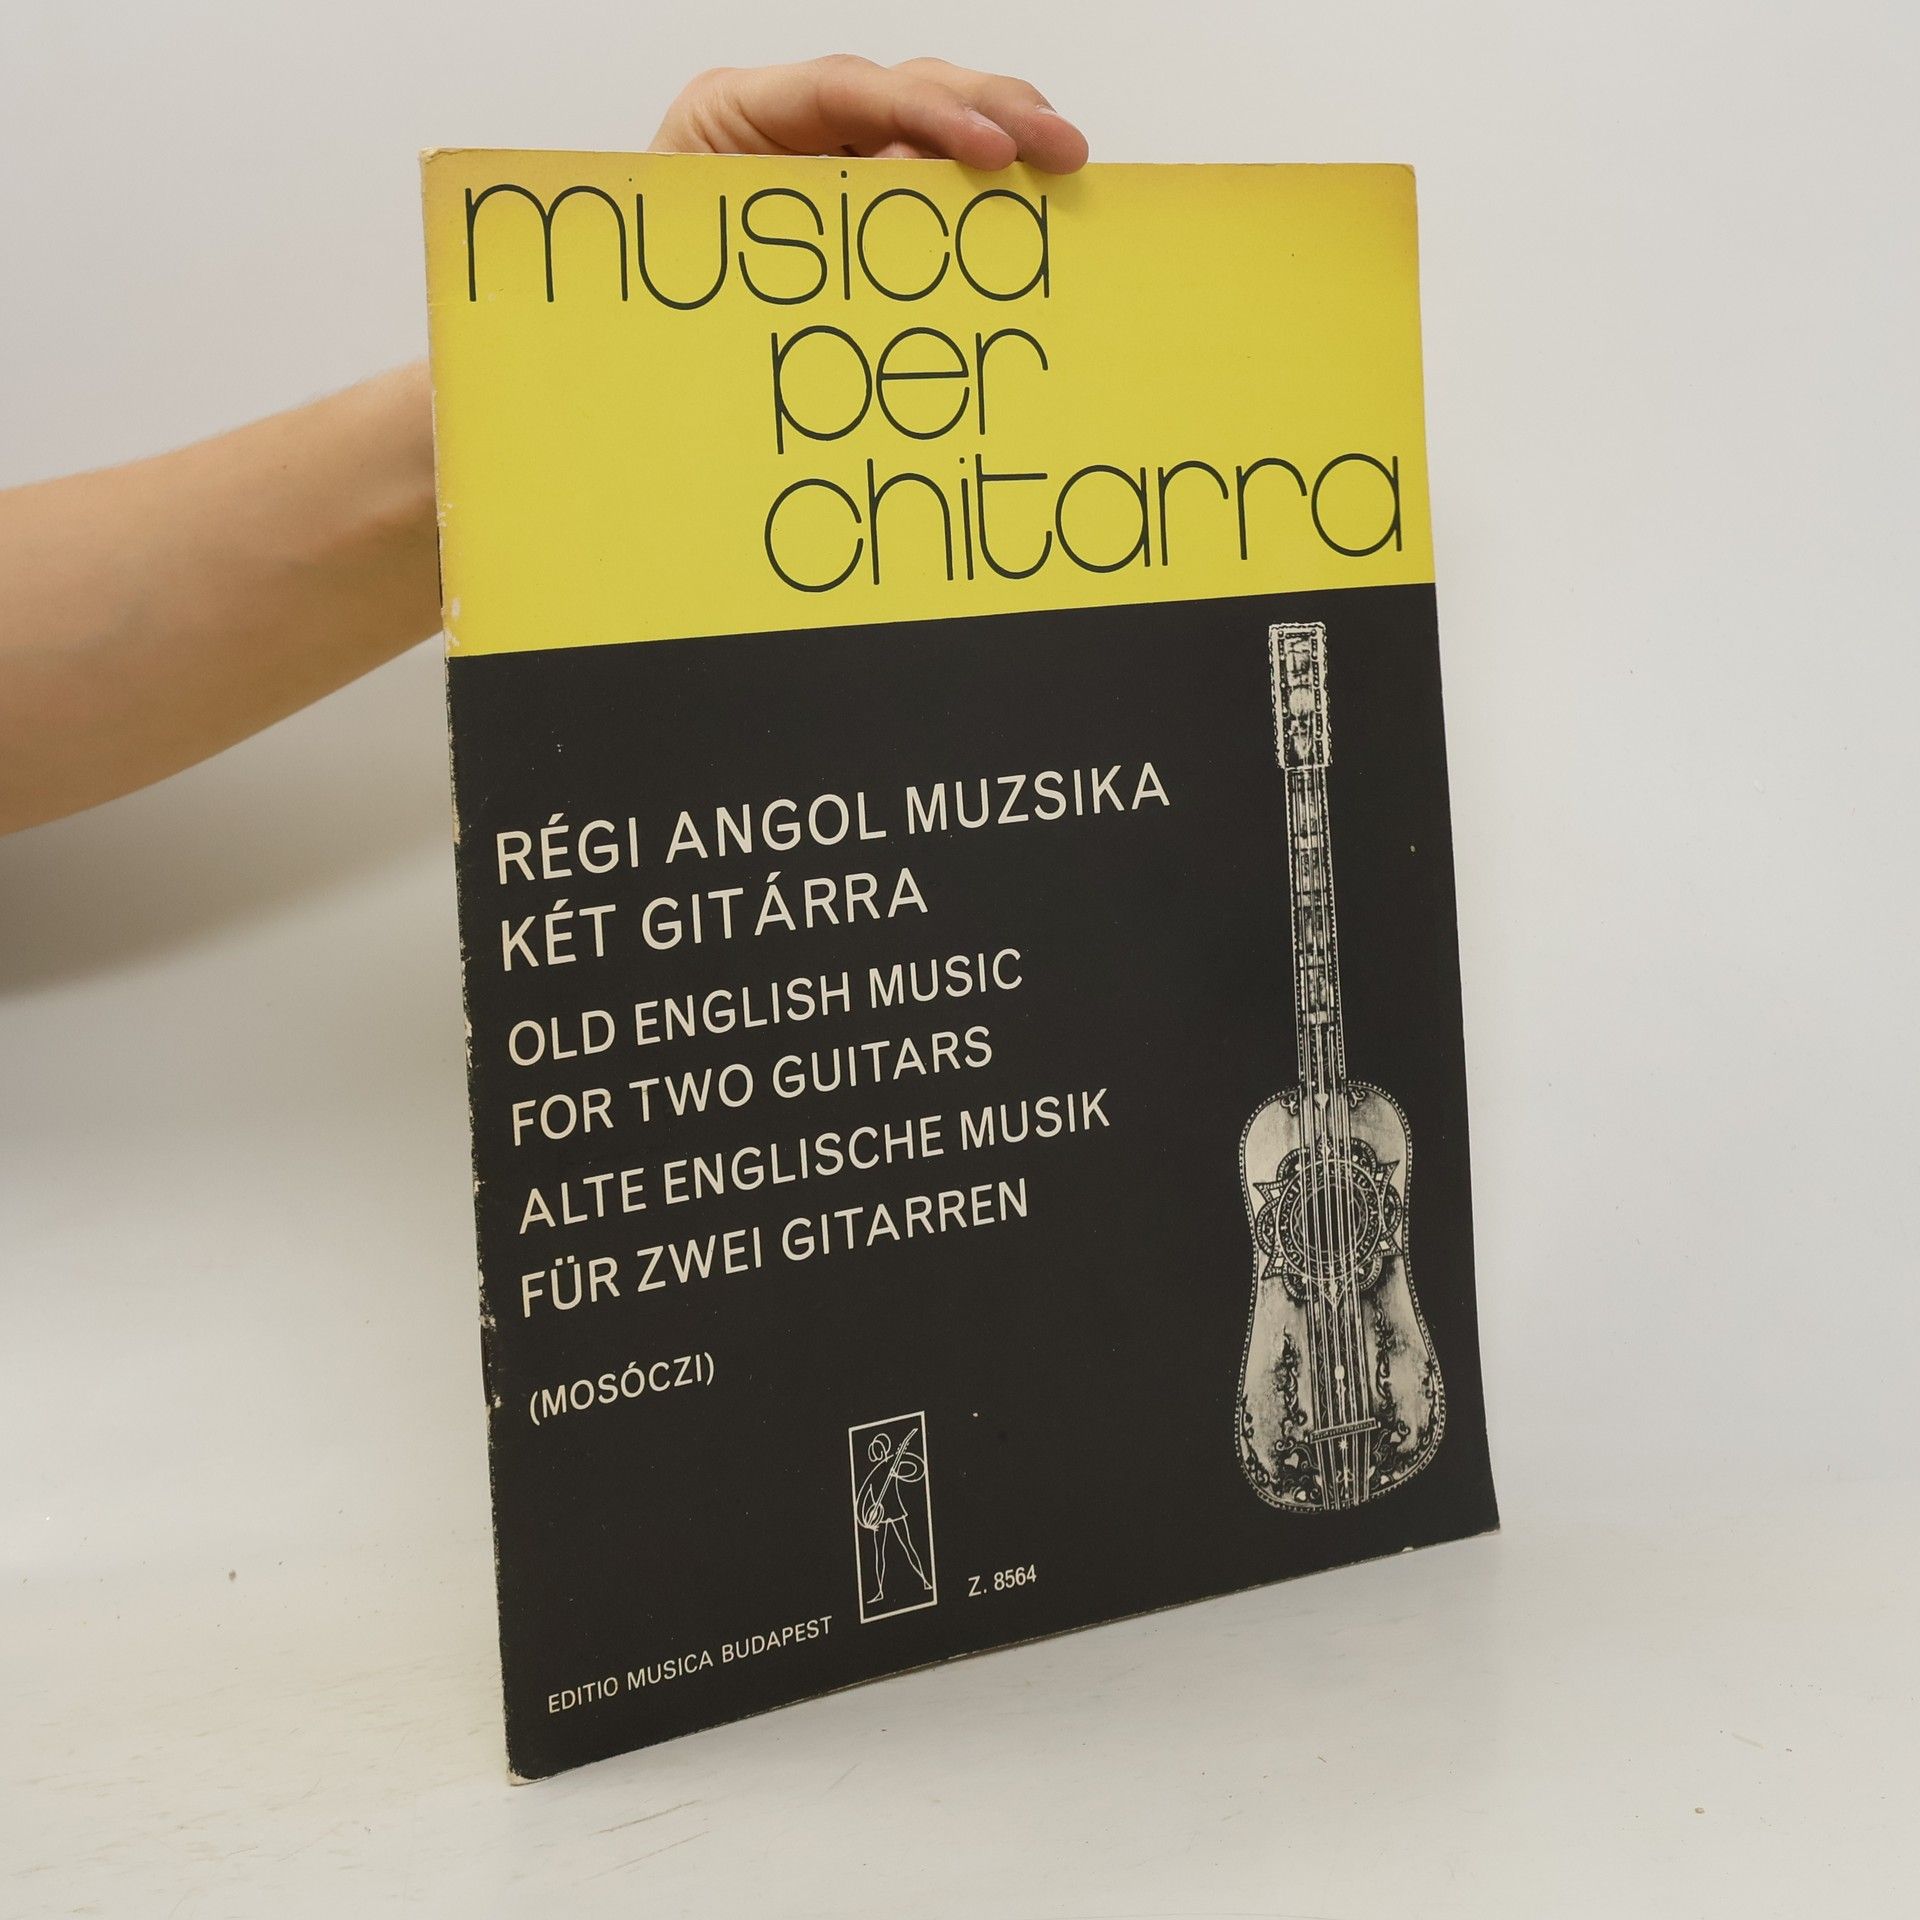 musica
per
chitarra
RÉGI ANGOL MUZSIKA
KÉT GITÁRRA
OLD ENGLISH MUSIC
FOR TWO GUITARS
ALTE ENGLISCHE MUSIK
FÜR ZWEI GITARREN
(MOSÓCZI)
EDITIO MUSICA BUDAPEST
Z. 8564